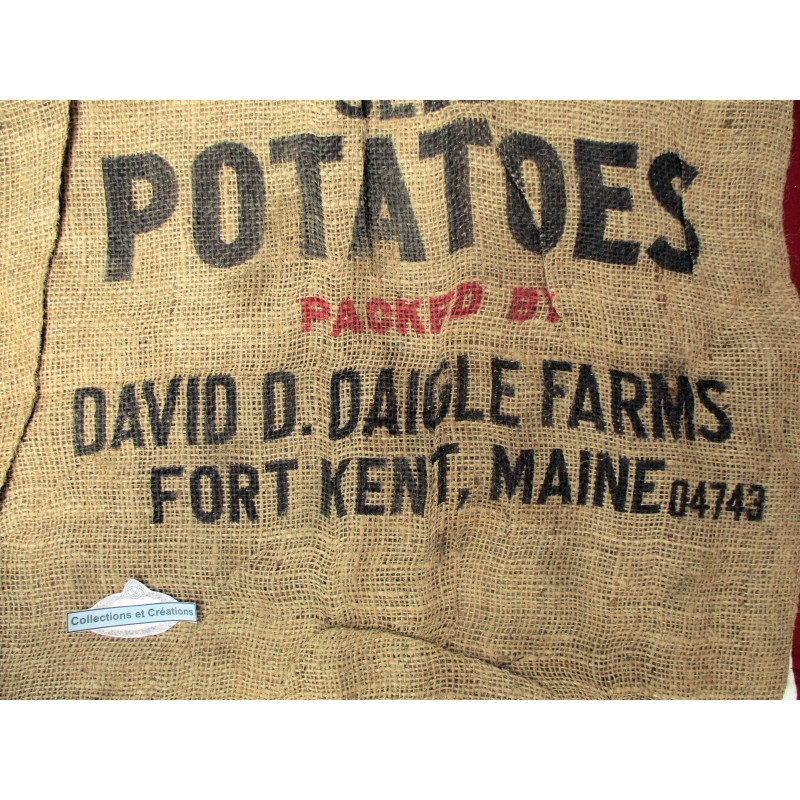 POTATOES
PACKED BY
DAVID D. DAIGLE FARMS
FORT KENT, MAINE 04743
Collections et Créations